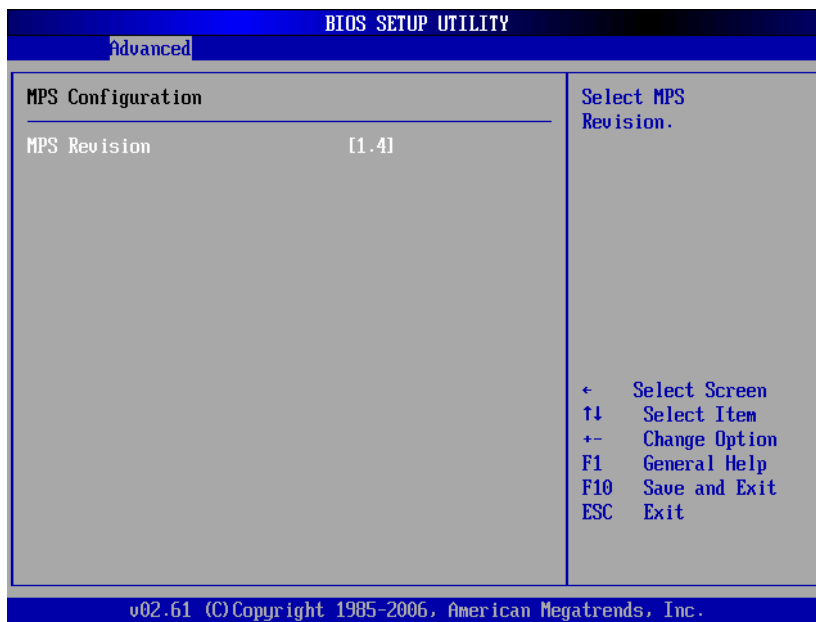 BIOS SETUP UTILITY
Advanced
MPS Configuration
MPS Revision [1.4]
Select MPS
Revision.
← Select Screen
↑↓ Select Item
+- Change Option
F1 General Help
F10 Save and Exit
ESC Exit
v02.61 (C)Copyright 1985-2006, American Megatrends, Inc.